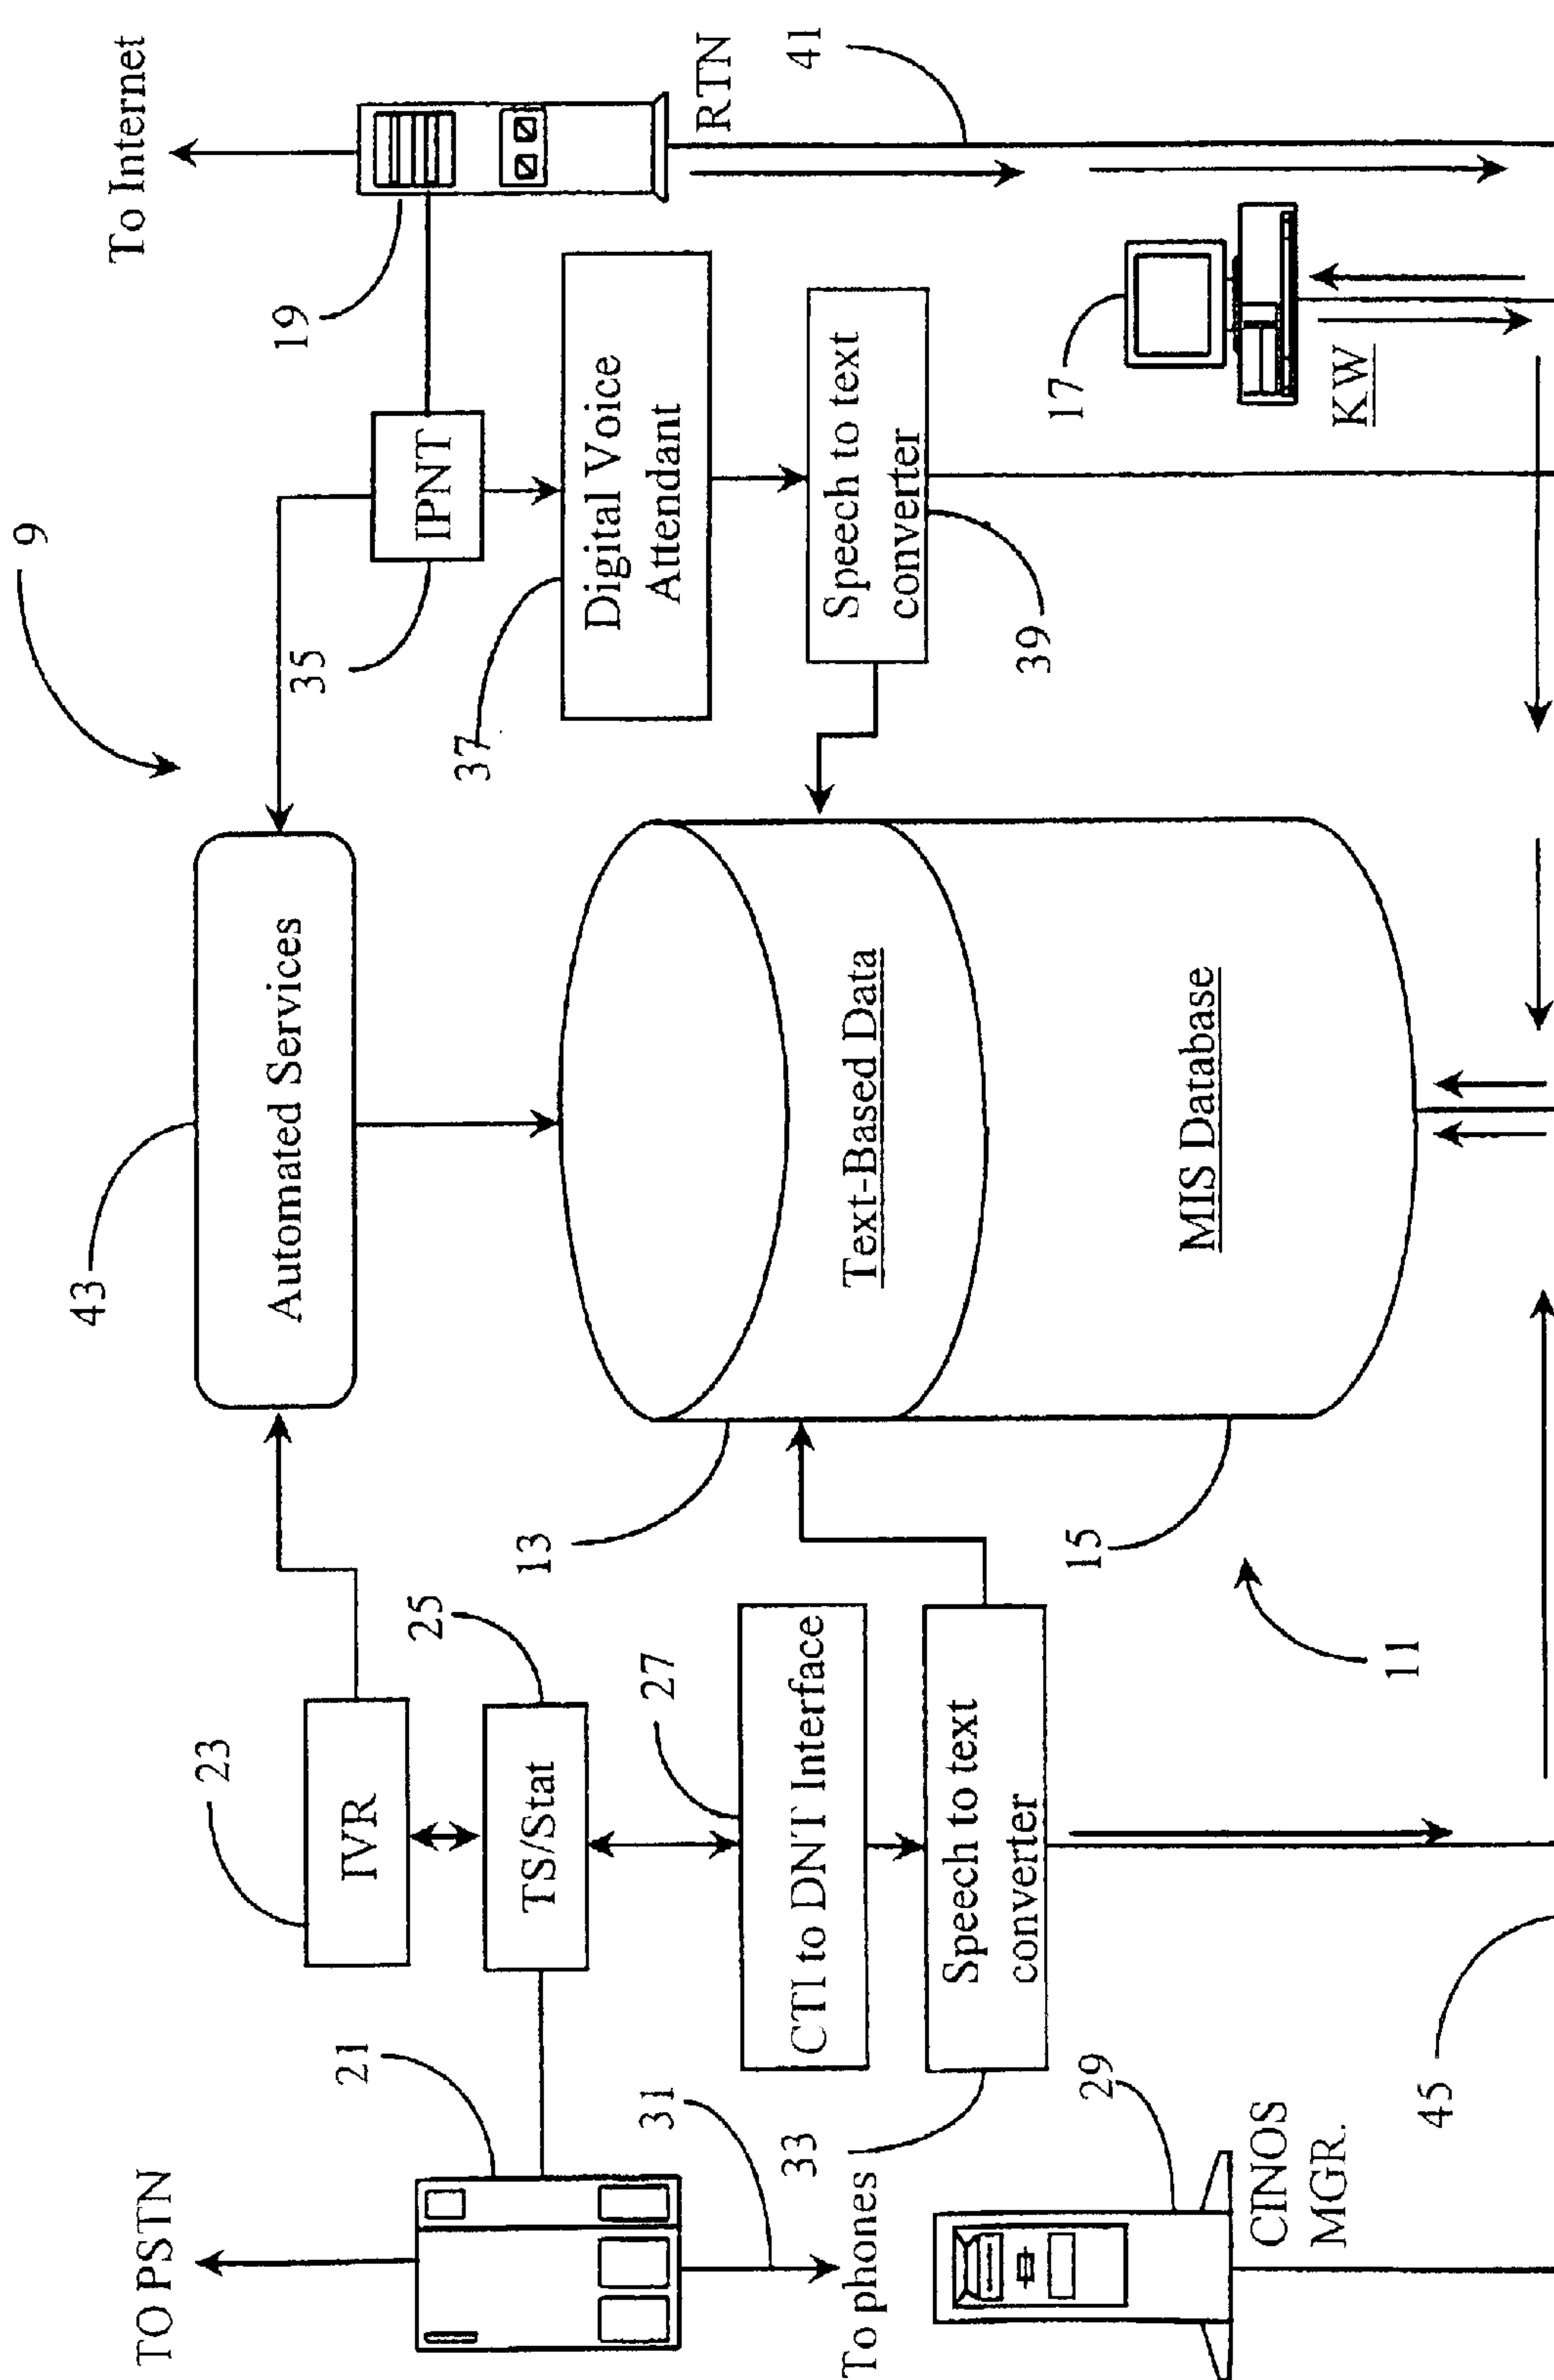 9
TO PSTN
21
23
IVR
43
Automated Services
To Internet
19
IPNT
35
25
TS/Stat
37
Digital Voice
Attendant
RTN
41
31
To phones
27
CTI to DNT Interface
13
Text-Based Data
Speech to text
converter
39
33
Speech to text
converter
15
MIS Database
17
KW
29
CINOS
MGR.
11
45